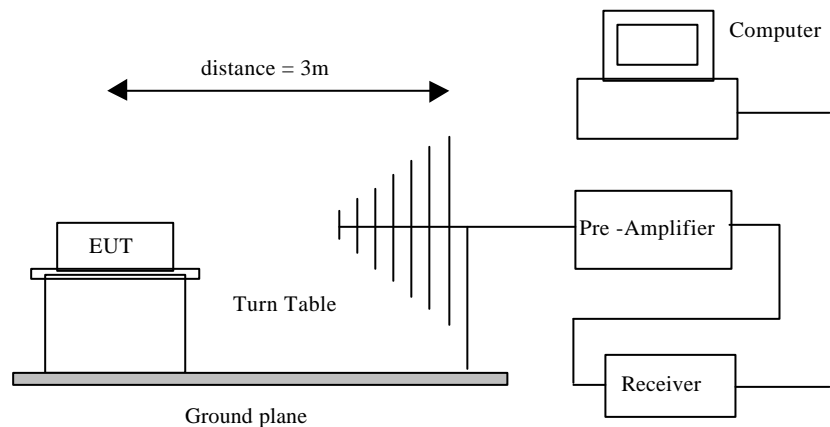 Computer
distance = 3m
Pre -Amplifier
EUT
Turn Table
Receiver
Ground plane